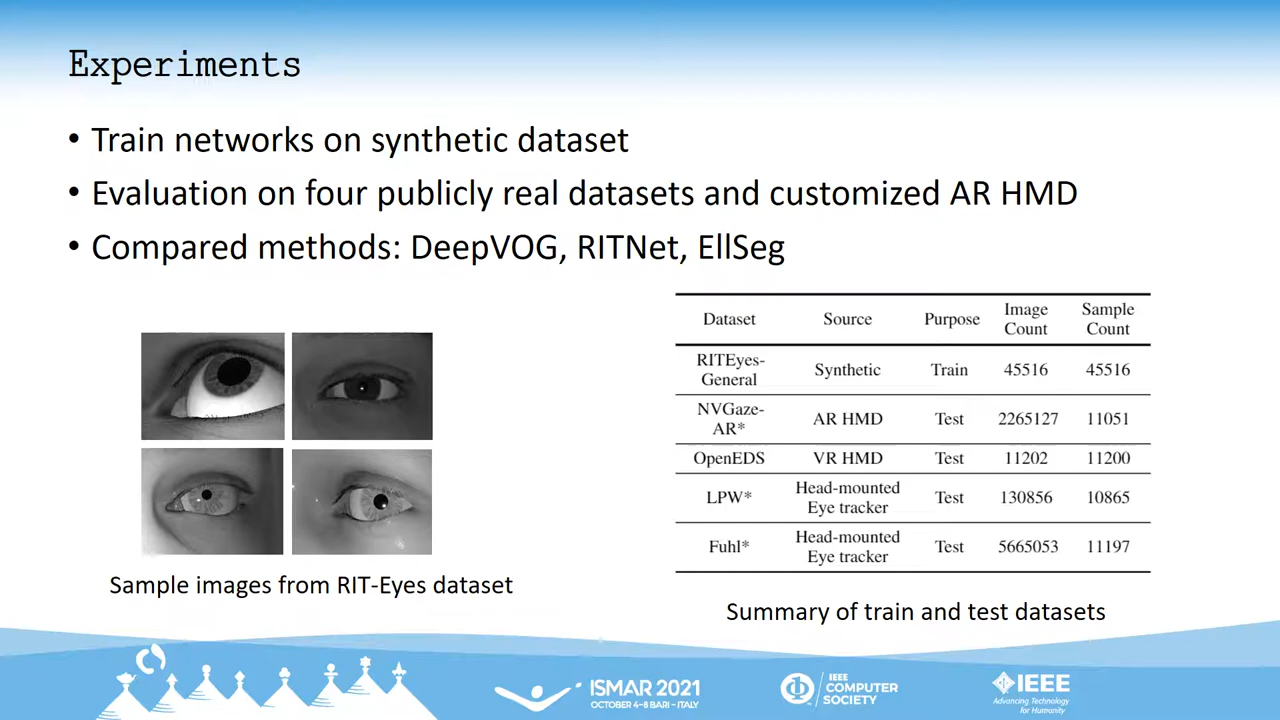 Experiments
• Train networks on synthetic dataset
• Evaluation on four publicly real datasets and customized AR HMD
• Compared methods: DeepVOG, RITNet, EllSeg
Dataset Source Purpose Image Count Sample Count
RITEyes-General Synthetic Train 45516 45516
NVGaze-AR* AR HMD Test 2265127 11051
OpenEDS VR HMD Test 11202 11200
LPW* Head-mounted Eye tracker Test 130856 10865
Fuhl* Head-mounted Eye tracker Test 5665053 11197
Sample images from RIT-Eyes dataset
Summary of train and test datasets
ISMAR 2021
OCTOBER 4-8 BARI - ITALY
IEEE
COMPUTER
SOCIETY
IEEE
Advancing Technology
for Humanity